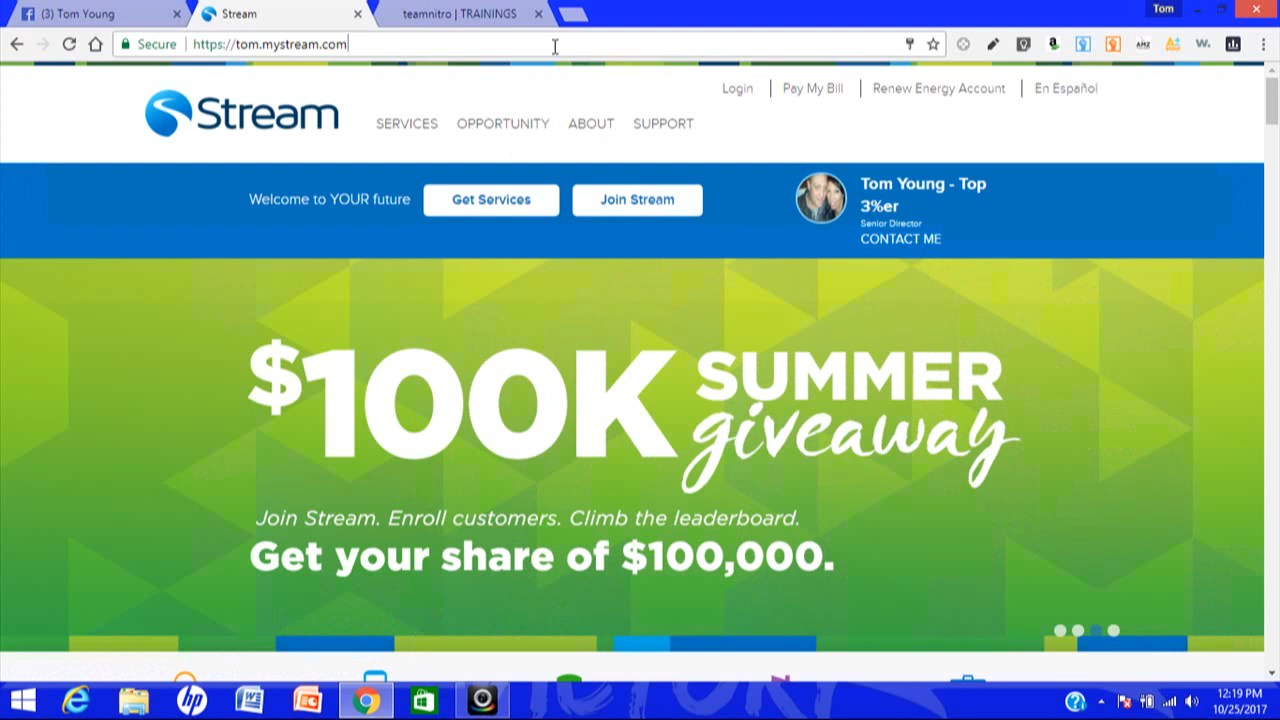 (3) Tom Young
Stream
teamnitro | TRAININGS
Tom
Secure
https://tom.mystream.com
Login
Pay My Bill
Renew Energy Account
En Español
Stream
SERVICES
OPPORTUNITY
ABOUT
SUPPORT
Welcome to YOUR future
Get Services
Join Stream
Tom Young - Top
3%er
Senior Director
CONTACT ME
$100K SUMMER
giveaway
Join Stream. Enroll customers. Climb the leaderboard.
Get your share of $100,000.
12:19 PM
10/25/2017